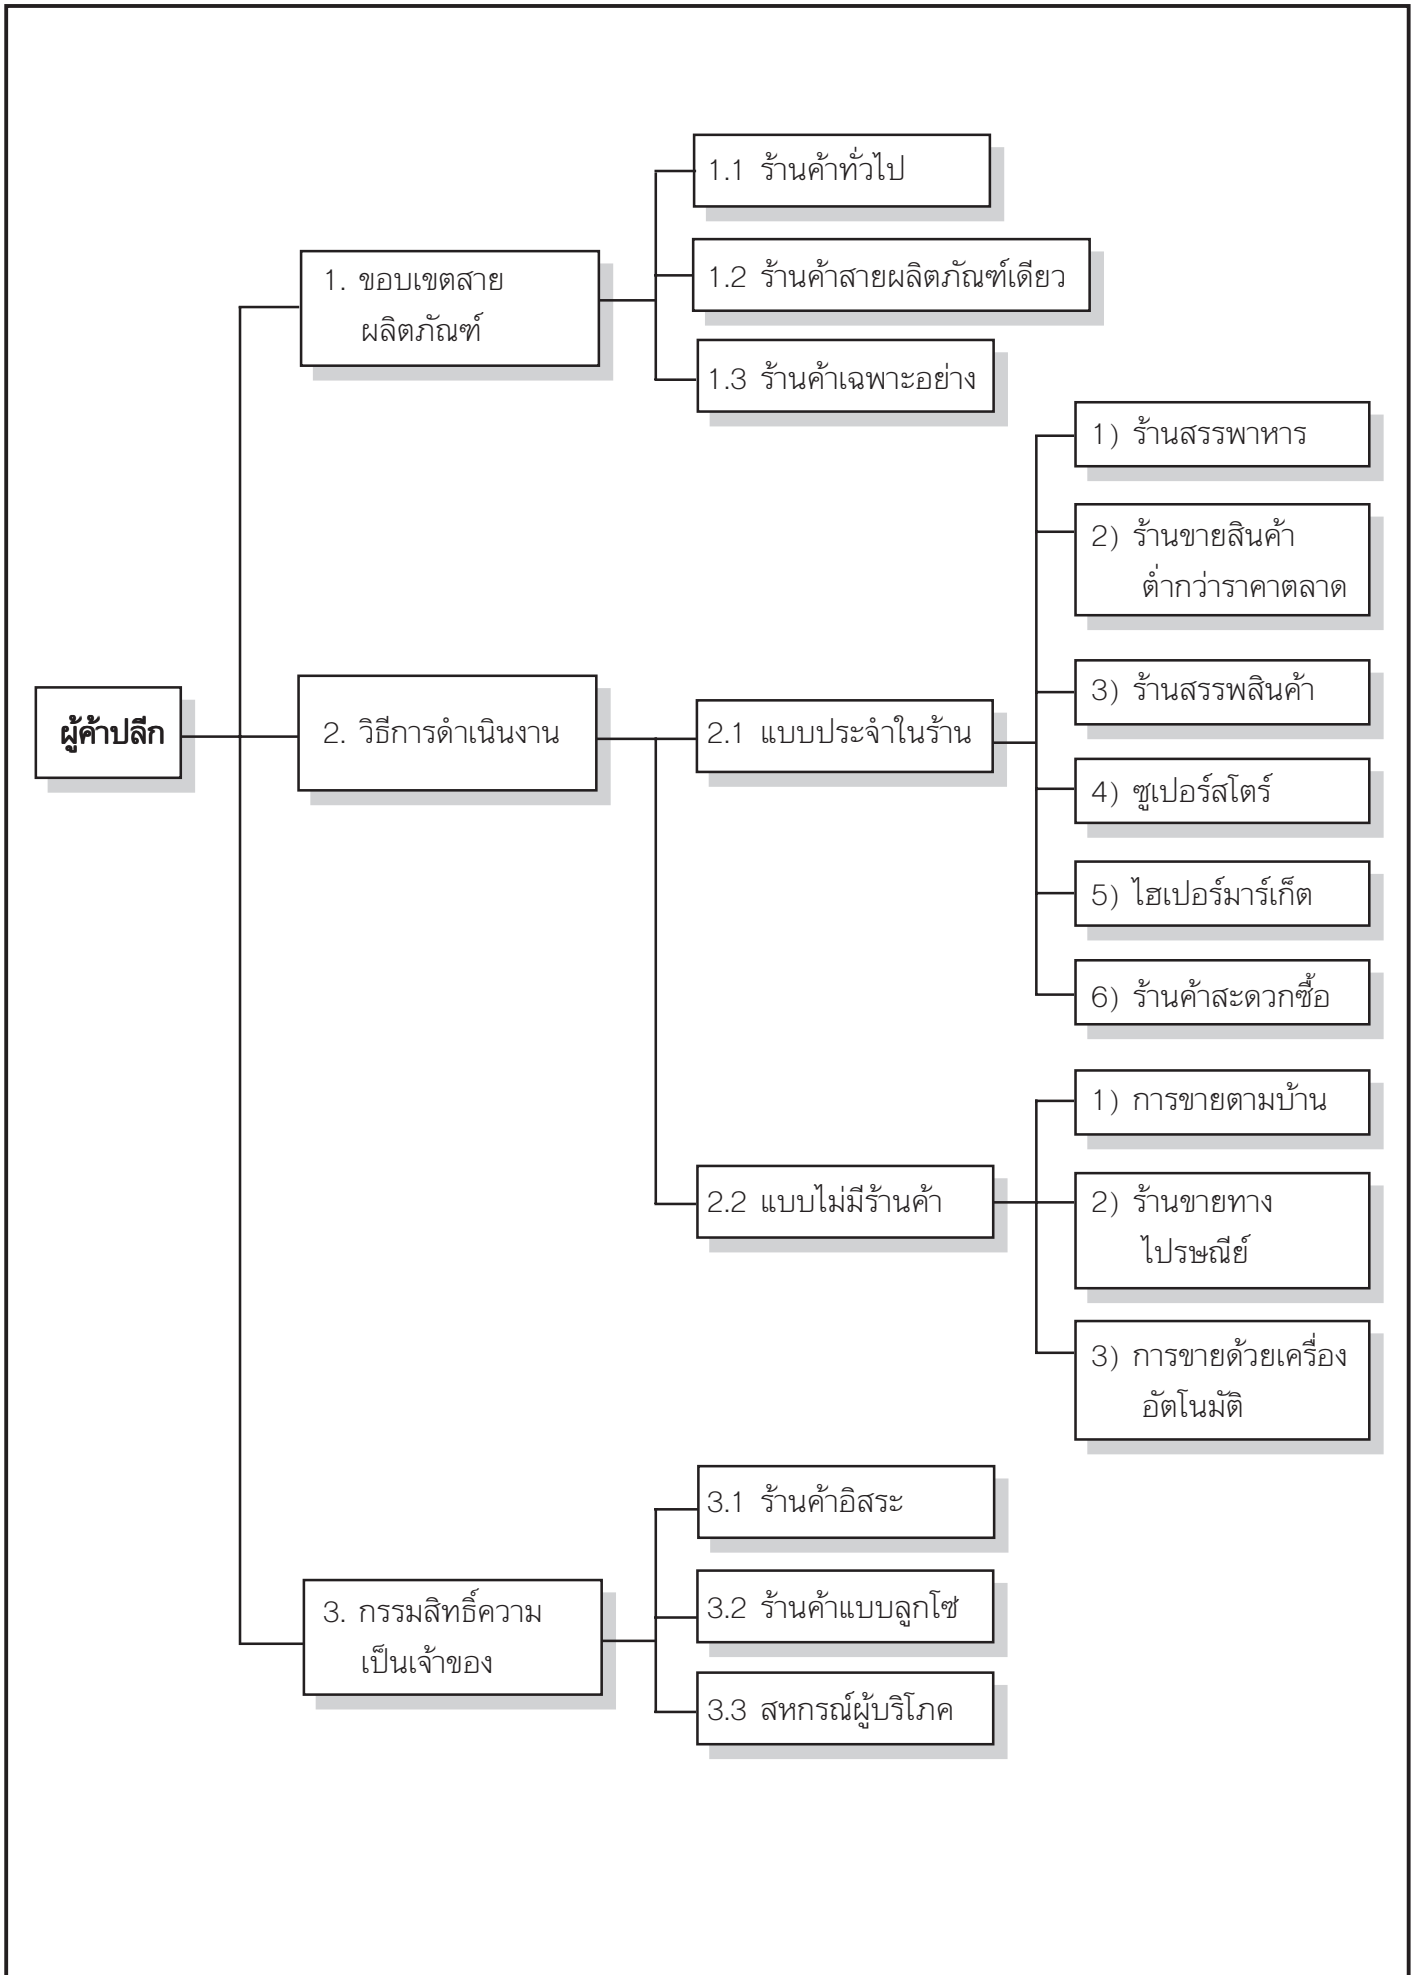 ผู้ค้าปลีก
1. ขอบเขตสาย
ผลิตภัณฑ์
1.1 ร้านค้าทั่วไป
1.2 ร้านค้าสายผลิตภัณฑ์เดียว
1.3 ร้านค้าเฉพาะอย่าง
2. วิธีการดำเนินงาน
2.1 แบบประจำในร้าน
1) ร้านสรรพาหาร
2) ร้านขายสินค้า
ต่ำกว่าราคาตลาด
3) ร้านสรรพสินค้า
4) ซูเปอร์สโตร์
5) ไฮเปอร์มาร์เก็ต
6) ร้านค้าสะดวกซื้อ
2.2 แบบไม่มีร้านค้า
1) การขายตามบ้าน
2) ร้านขายทาง
ไปรษณีย์
3) การขายด้วยเครื่อง
อัตโนมัติ
3. กรรมสิทธิ์ความ
เป็นเจ้าของ
3.1 ร้านค้าอิสระ
3.2 ร้านค้าแบบลูกโซ่
3.3 สหกรณ์ผู้บริโภค